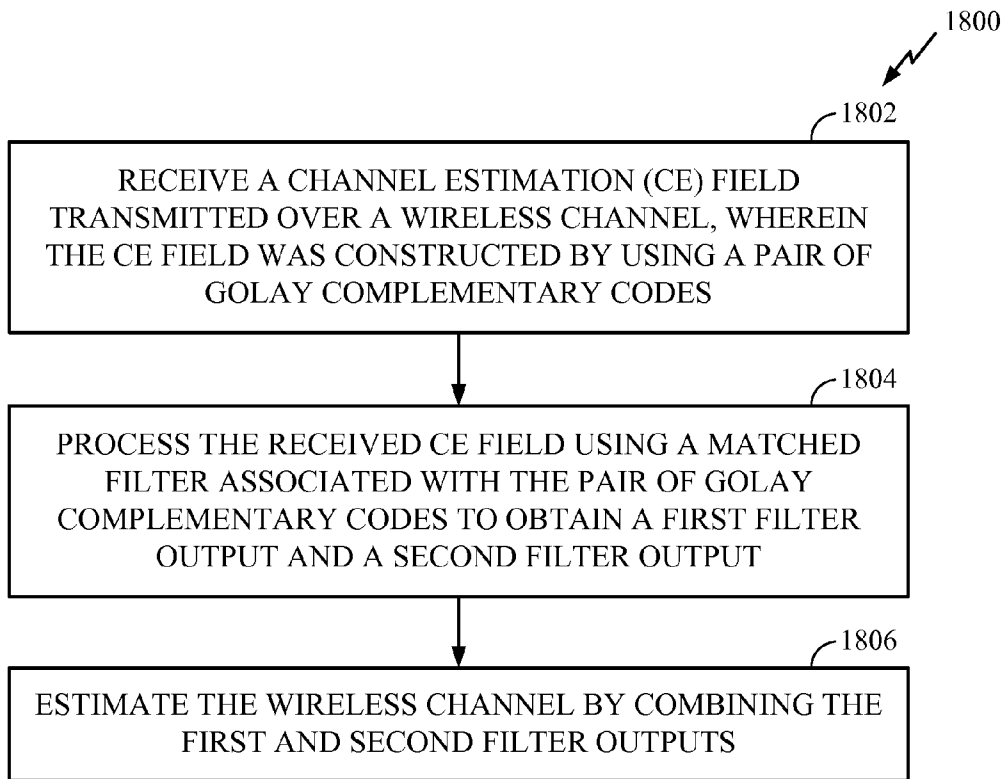 1800
1802
RECEIVE A CHANNEL ESTIMATION (CE) FIELD
TRANSMITTED OVER A WIRELESS CHANNEL, WHEREIN
THE CE FIELD WAS CONSTRUCTED BY USING A PAIR OF
GOLAY COMPLEMENTARY CODES
1804
PROCESS THE RECEIVED CE FIELD USING A MATCHED
FILTER ASSOCIATED WITH THE PAIR OF GOLAY
COMPLEMENTARY CODES TO OBTAIN A FIRST FILTER
OUTPUT AND A SECOND FILTER OUTPUT
1806
ESTIMATE THE WIRELESS CHANNEL BY COMBINING THE
FIRST AND SECOND FILTER OUTPUTS